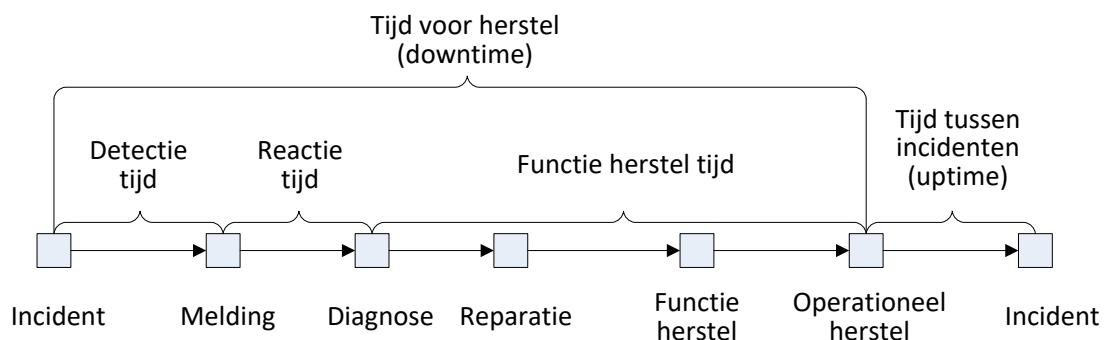 Tijd voor herstel
(downtime)
Tijd tussen
incidenten
(uptime)
Detectie
tijd
Reactie
tijd
Functie herstel tijd
Incident
Melding
Diagnose
Reparatie
Functie
herstel
Operationeel
herstel
Incident